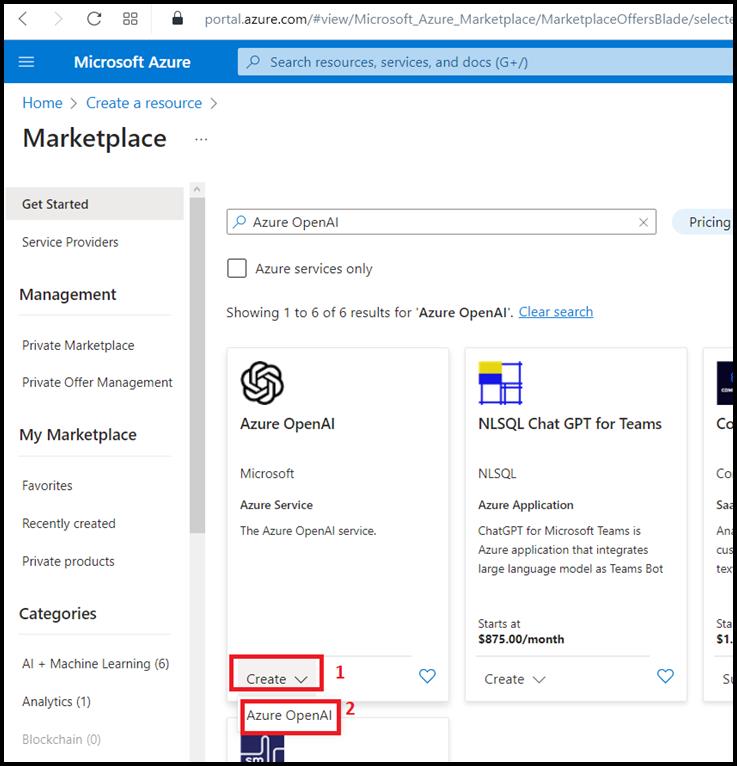 portal.azure.com/#view/Microsoft_Azure_Marketplace/MarketplaceOffersBlade/selecte
Microsoft Azure
Search resources, services, and docs (G+/)
Home > Create a resource >
Marketplace ...
Get Started
Service Providers
Management
Private Marketplace
Private Offer Management
My Marketplace
Favorites
Recently created
Private products
Categories
AI + Machine Learning (6)
Analytics (1)
Blockchain (0)
Azure OpenAI
Pricing
Azure services only
Showing 1 to 6 of 6 results for 'Azure OpenAI'. Clear search
Azure OpenAI
Microsoft
Azure Service
The Azure OpenAI service.
Create
1
Azure OpenAI
2
sm
NLSQL Chat GPT for Teams
NLSQL
Azure Application
ChatGPT for Microsoft Teams is
Azure application that integrates
large language model as Teams Bot
Starts at
$875.00/month
Create
Co
Co
Saa
Ana
cus
tex
Sta
$1.
Su